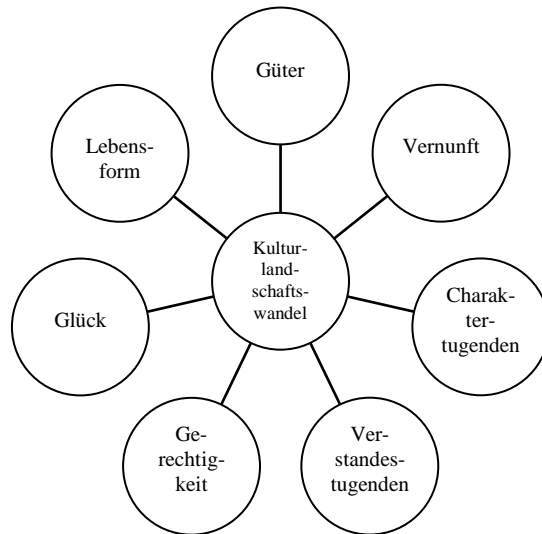 Güter
Lebens-
form
Vernunft
Kultur-
land-
schafts-
wandel
Glück
Charak-
ter-
tugenden
Ge-
rechtig-
keit
Ver-
standes-
tugenden